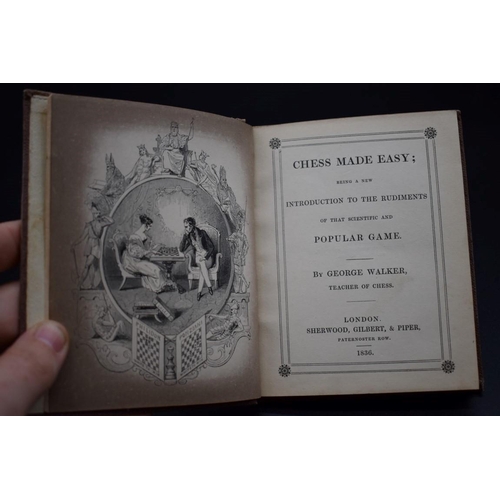 CHESS MADE EASY;
BEING A NEW
INTRODUCTION TO THE RUDIMENTS
OF THAT SCIENTIFIC AND
POPULAR GAME.
BY GEORGE WALKER,
TEACHER OF CHESS.
LONDON.
SHERWOOD, GILBERT, & PIPER,
PATERNOSTER ROW.
1836.